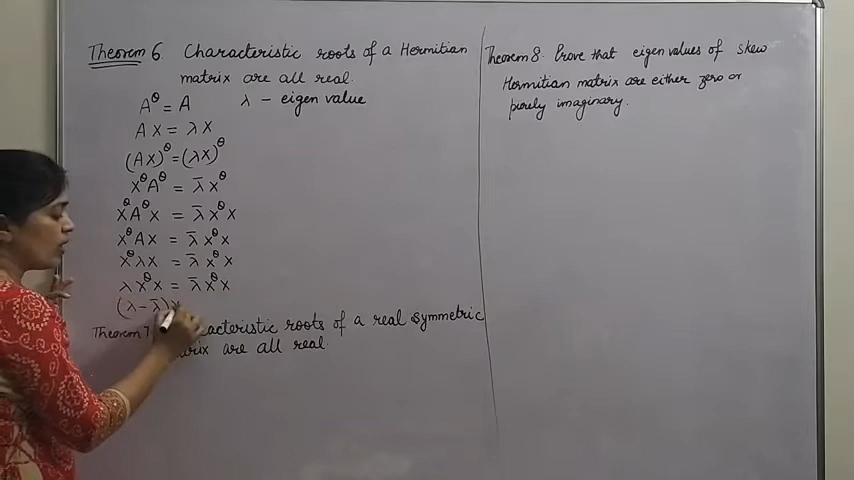 Theorem 6. Characteristic roots of a Hermitian
matrix are all real.
A^θ = A λ - eigen value
AX = λX
(AX)^θ = (λX)^θ
X^θA^θ = λ̄ X^θ
X^θA^θX = λ̄ X^θX
X^θAX = λ̄ X^θX
X^θλX = λ̄ X^θX
λX^θX = λ̄ X^θX
(λ-λ̄)X
Theorem 7 racteristic roots of a real symmetric
are all real.
Theorem 8. Prove that eigen values of skew
Hermitian matrix are either zero or
purely imaginary.